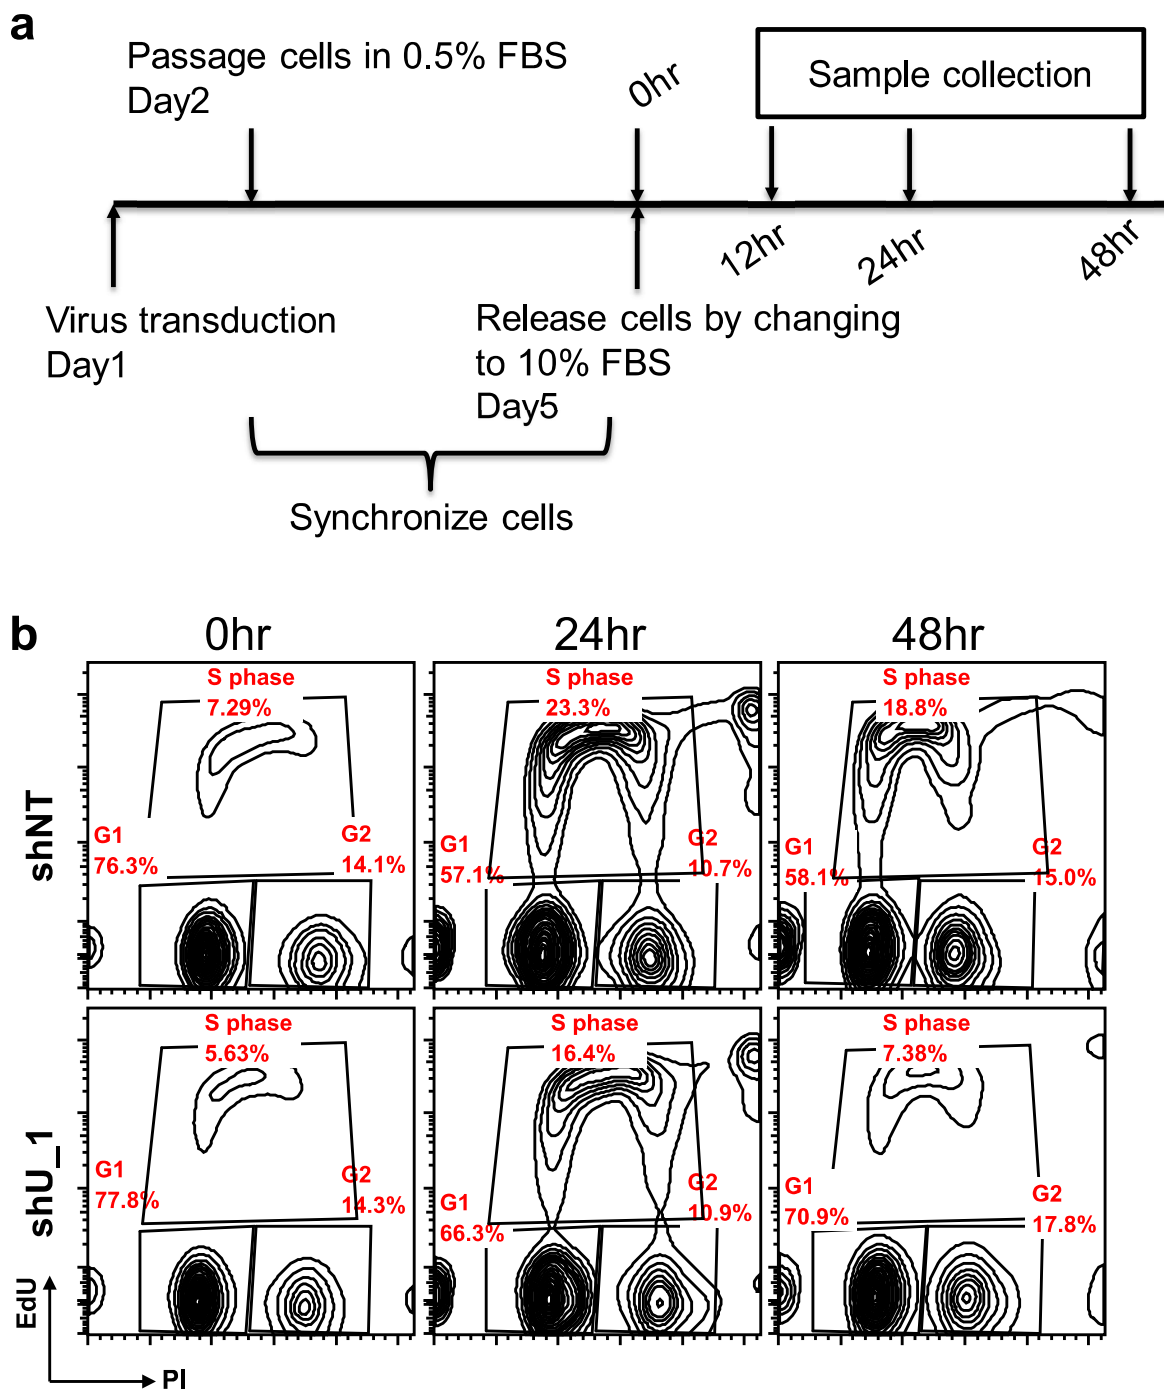 a
Passage cells in 0.5% FBS
Day2
0hr
Sample collection
12hr
24hr
48hr
Virus transduction
Day1
Release cells by changing
to 10% FBS
Day5
Synchronize cells
b
0hr
24hr
48hr
shNT
S phase
7.29%
G1
76.3%
G2
14.1%
S phase
23.3%
G1
57.1%
G2
10.7%
S phase
18.8%
G1
58.1%
G2
15.0%
shU_1
S phase
5.63%
G1
77.8%
G2
14.3%
S phase
16.4%
G1
66.3%
G2
10.9%
S phase
7.38%
G1
70.9%
G2
17.8%
EdU
PI